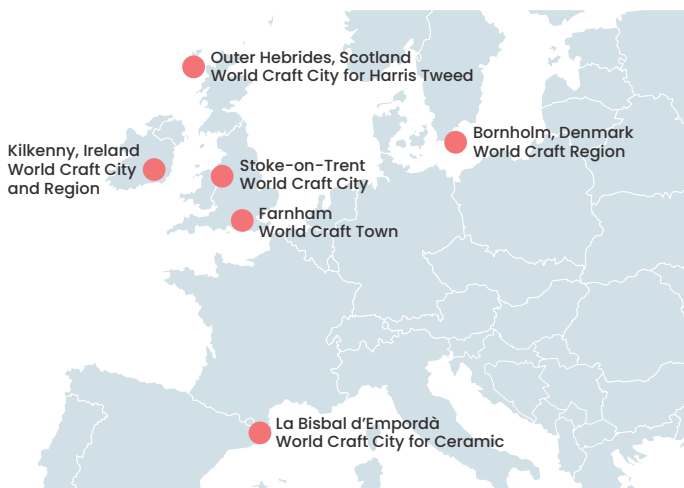 Outer Hebrides, Scotland
World Craft City for Harris Tweed
Bornholm, Denmark
World Craft Region
Kilkenny, Ireland
World Craft City
and Region
Stoke-on-Trent
World Craft City
Farnham
World Craft Town
La Bisbal d’Empordà
World Craft City for Ceramic